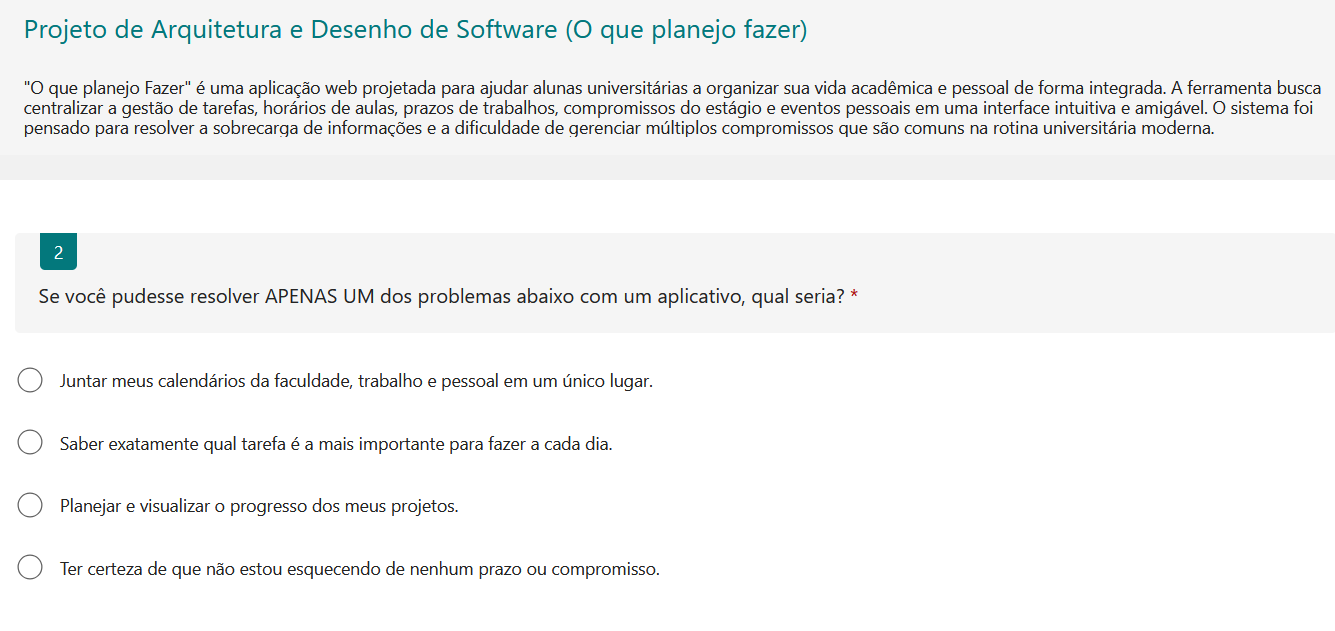 Projeto de Arquitetura e Desenho de Software (O que planejo fazer)
"O que planejo Fazer" é uma aplicação web projetada para ajudar alunas universitárias a organizar sua vida acadêmica e pessoal de forma integrada. A ferramenta busca
centralizar a gestão de tarefas, horários de aulas, prazos de trabalhos, compromissos do estágio e eventos pessoais em uma interface intuitiva e amigável. O sistema foi
pensado para resolver a sobrecarga de informações e a dificuldade de gerenciar múltiplos compromissos que são comuns na rotina universitária moderna.
2
Se você pudesse resolver APENAS UM dos problemas abaixo com um aplicativo, qual seria? *
Juntar meus calendários da faculdade, trabalho e pessoal em um único lugar.
Saber exatamente qual tarefa é a mais importante para fazer a cada dia.
Planejar e visualizar o progresso dos meus projetos.
Ter certeza de que não estou esquecendo de nenhum prazo ou compromisso.